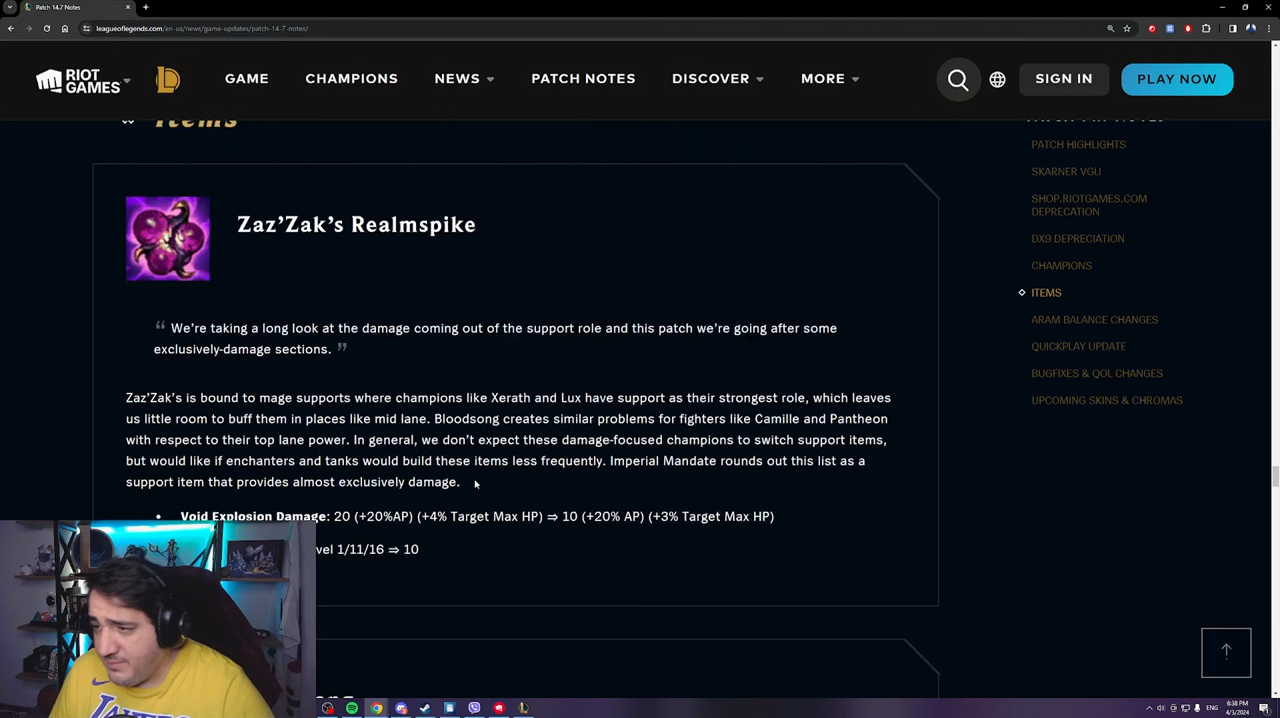 Patch 14.7 Notes
leagueoflegends.com/en-us/news/game-updates/patch-14-7-notes/
RIOT GAMES
GAME
CHAMPIONS
NEWS
PATCH NOTES
DISCOVER
MORE
SIGN IN
PLAY NOW
Items
PATCH HIGHLIGHTS
SKARNER VGU
SHOP.RIOTGAMES.COM
DEPRECATION
DX9 DEPRECIATION
CHAMPIONS
ITEMS
ARAM BALANCE CHANGES
QUICKPLAY UPDATE
BUGFIXES & QOL CHANGES
UPCOMING SKINS & CHROMAS
Zaz’Zak’s Realmspike
“ We’re taking a long look at the damage coming out of the support role and this patch we’re going after some
exclusively-damage sections. ”
Zaz’Zak’s is bound to mage supports where champions like Xerath and Lux have support as their strongest role, which leaves
us little room to buff them in places like mid lane. Bloodsong creates similar problems for fighters like Camille and Pantheon
with respect to their top lane power. In general, we don’t expect these damage-focused champions to switch support items,
but would like if enchanters and tanks would build these items less frequently. Imperial Mandate rounds out this list as a
support item that provides almost exclusively damage.
• Void Explosion Damage: 20 (+20%AP) (+4% Target Max HP) ⇒ 10 (+20% AP) (+3% Target Max HP)
vel 1/11/16 ⇒ 10
ENG
6:38 PM
4/3/2024